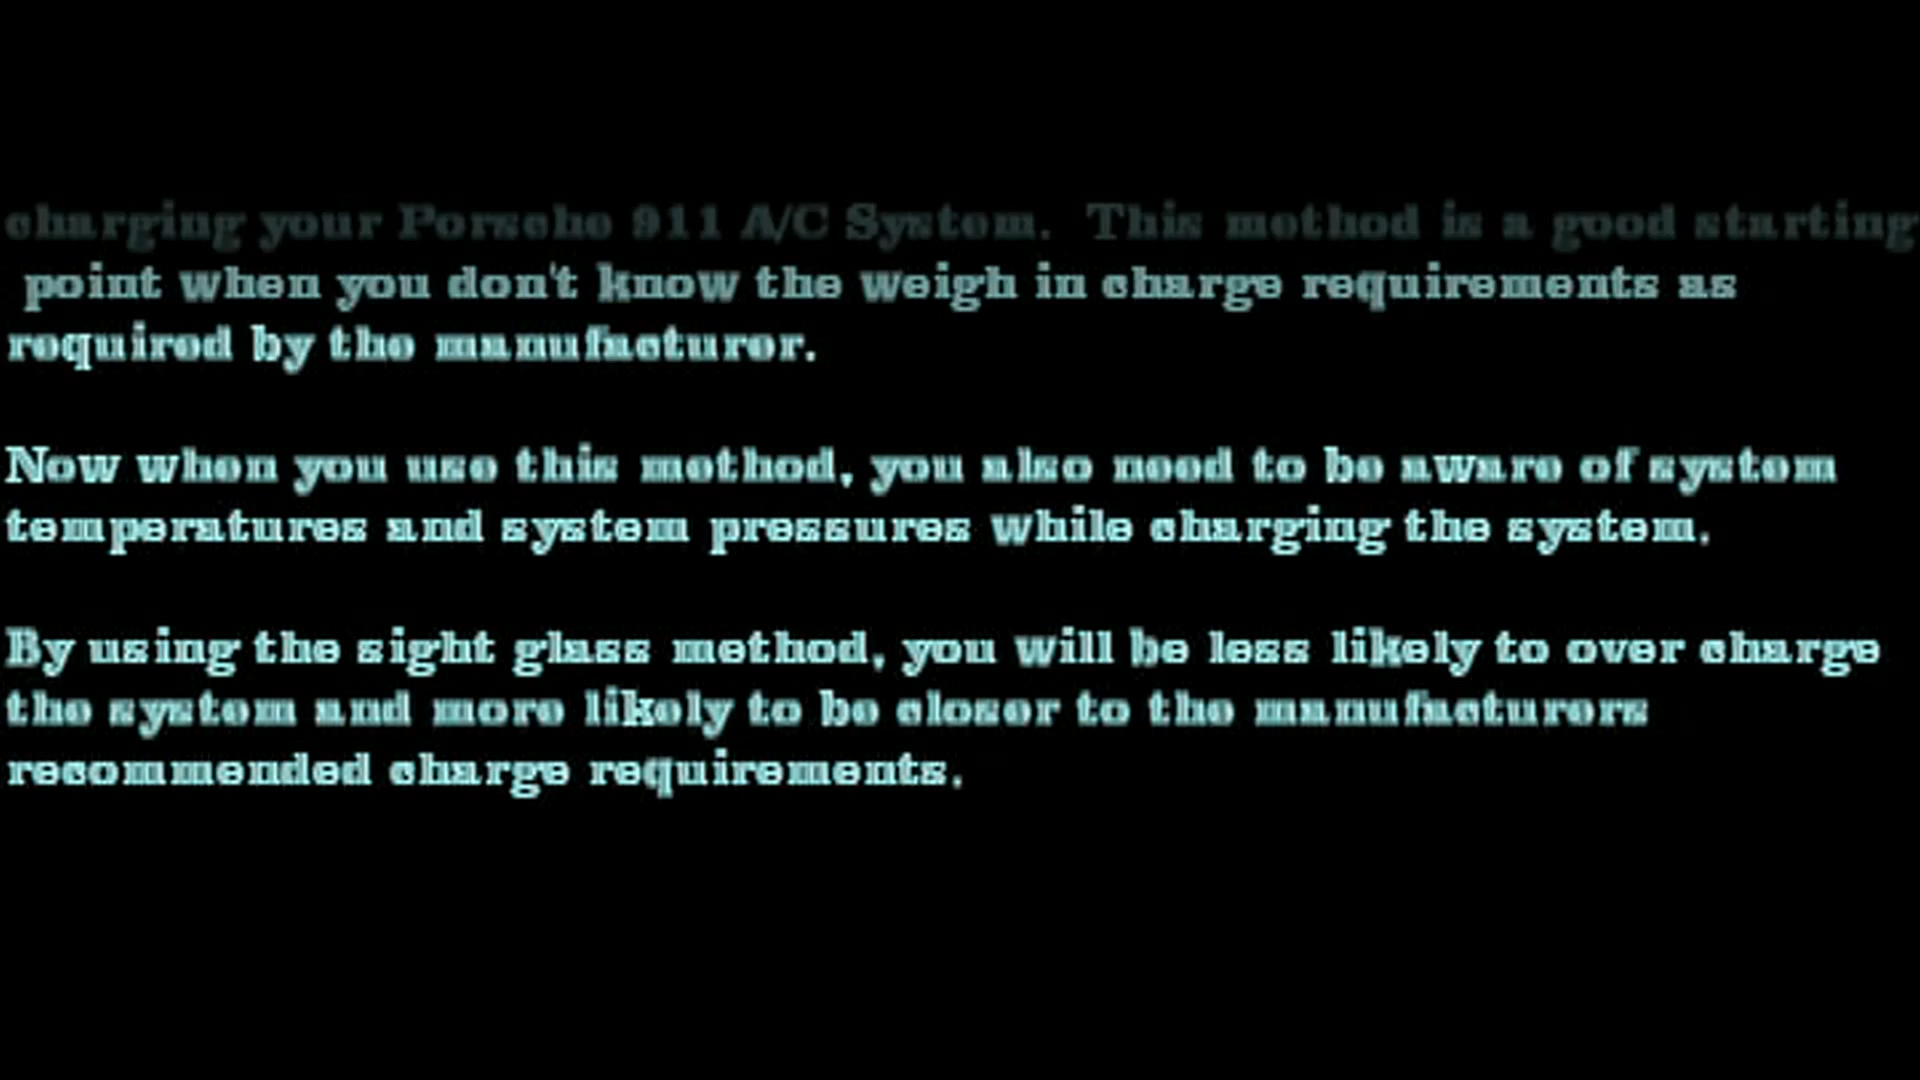 charging your Porsche 911 A/C System. This method is a good starting
point when you don't know the weigh in charge requirements as
required by the manufacturer.
Now when you use this method, you also need to be aware of system
temperatures and system pressures while charging the system.
By using the sight glass method, you will be less likely to over charge
the system and more likely to be closer to the manufacturers
recommended charge requirements.